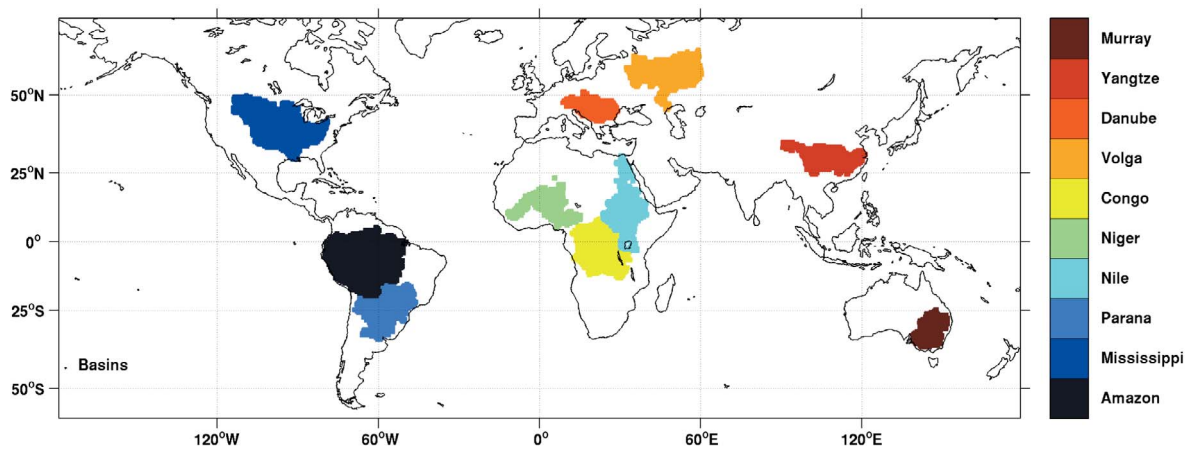 50°N
25°N
0°
25°S
50°S
Basins
120°W
60°W
0°
60°E
120°E
Murray
Yangtze
Danube
Volga
Congo
Niger
Nile
Parana
Mississippi
Amazon